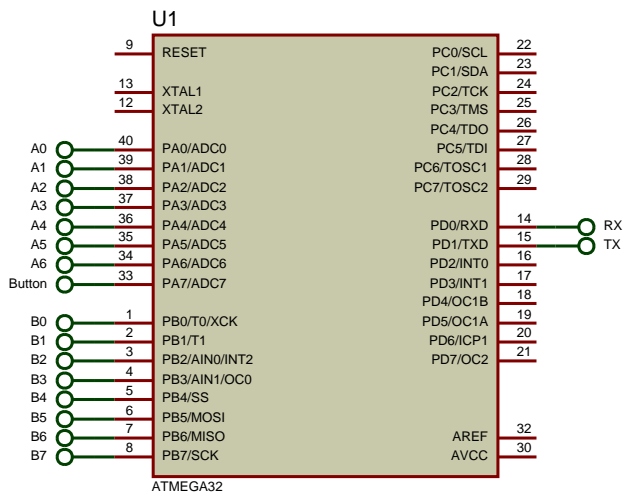 U1
9 RESET PC0/SCL 22
PC1/SDA 23
13 XTAL1 PC2/TCK 24
12 XTAL2 PC3/TMS 25
PC4/TDO 26
A0 40 PA0/ADC0 PC5/TDI 27
A1 39 PA1/ADC1 PC6/TOSC1 28
A2 38 PA2/ADC2 PC7/TOSC2 29
A3 37 PA3/ADC3
A4 36 PA4/ADC4 PD0/RXD 14 RX
A5 35 PA5/ADC5 PD1/TXD 15 TX
A6 34 PA6/ADC6 PD2/INT0 16
Button 33 PA7/ADC7 PD3/INT1 17
PD4/OC1B 18
B0 1 PB0/T0/XCK PD5/OC1A 19
B1 2 PB1/T1 PD6/ICP1 20
B2 3 PB2/AIN0/INT2 PD7/OC2 21
B3 4 PB3/AIN1/OC0
B4 5 PB4/SS
B5 6 PB5/MOSI
B6 7 PB6/MISO AREF 32
B7 8 PB7/SCK AVCC 30
ATMEGA32